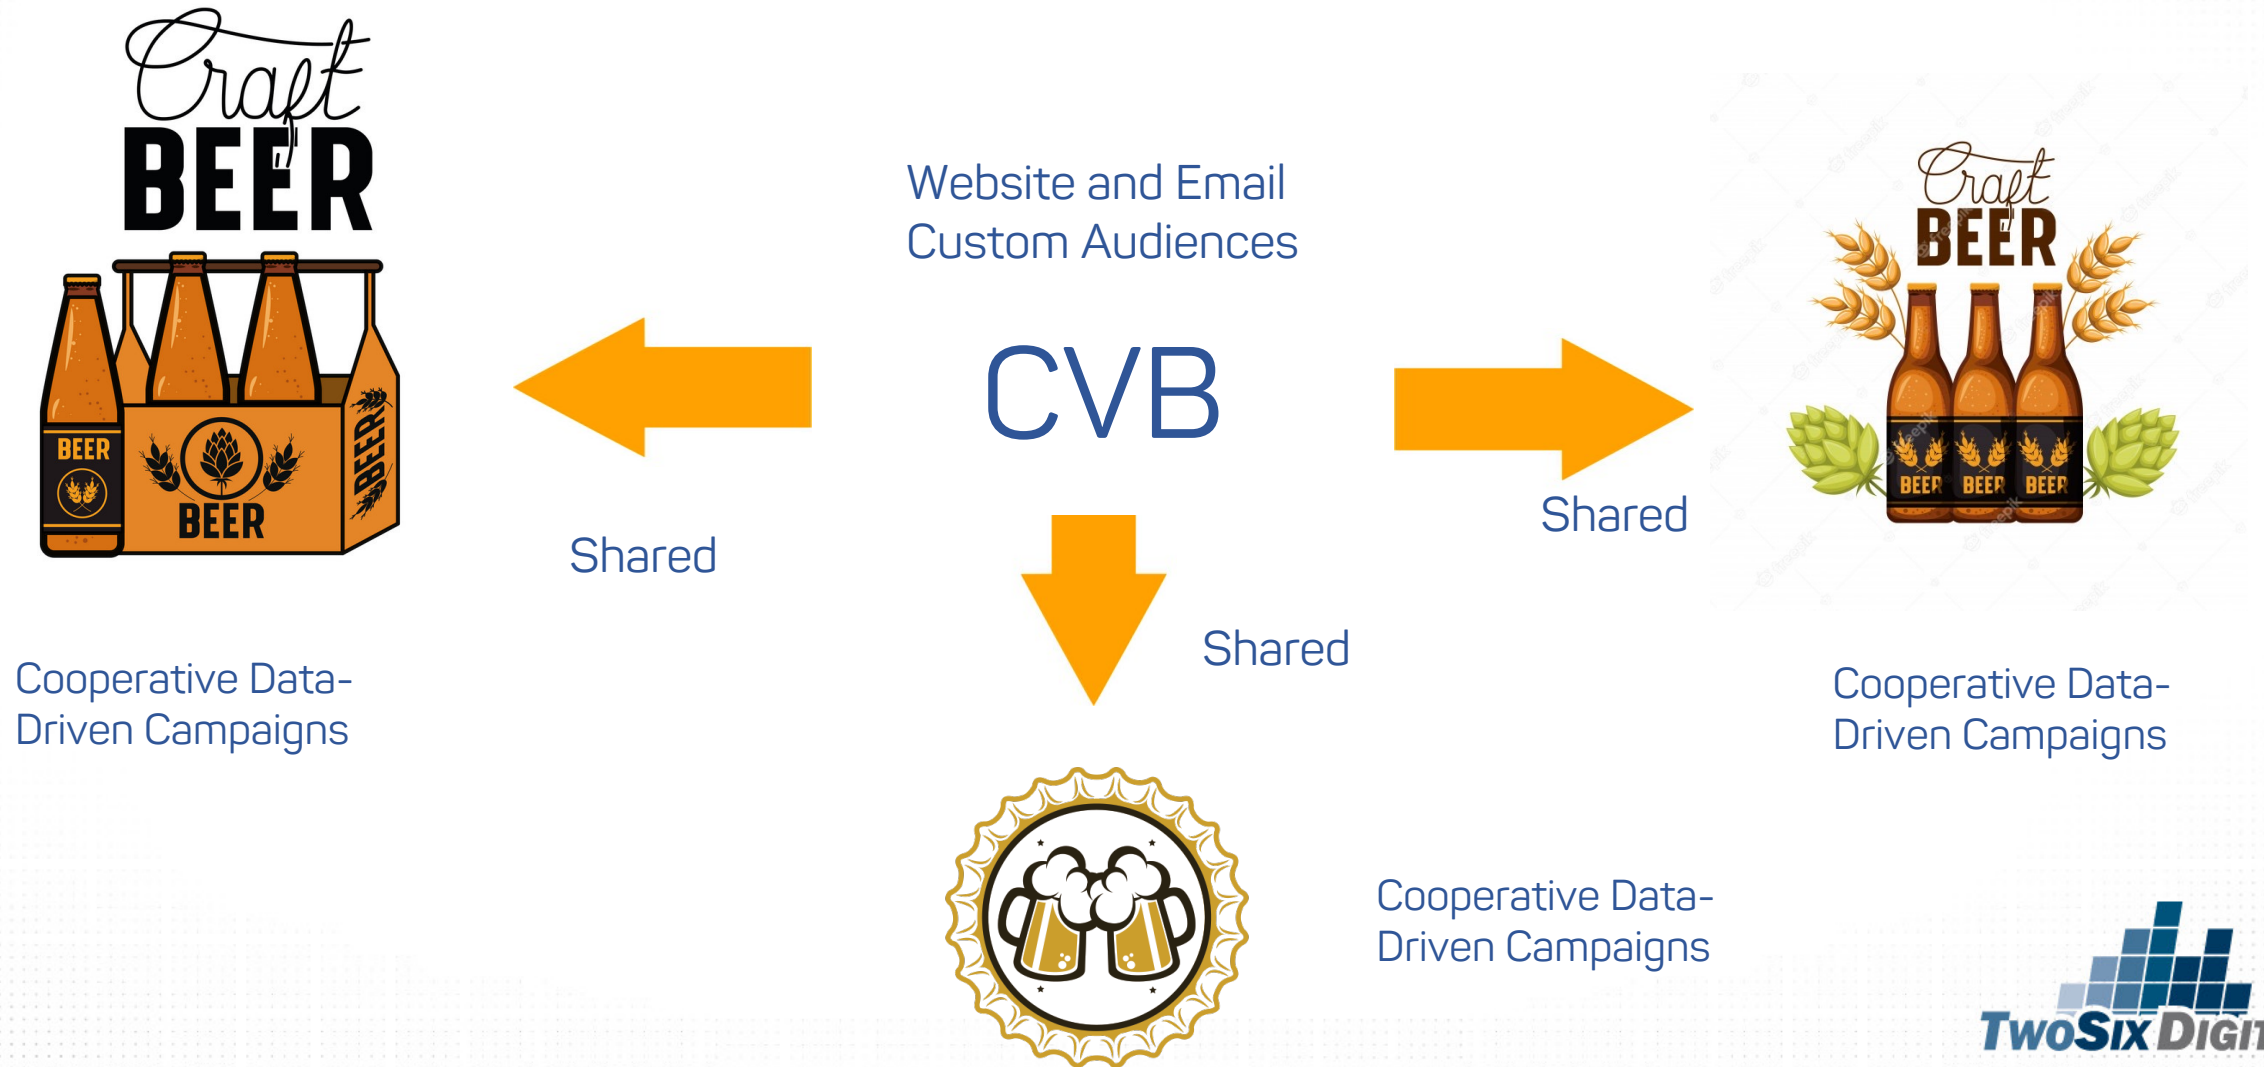 Craft
BEER
BEER
BEER
BEER
Shared
Cooperative Data-
Driven Campaigns
Website and Email
Custom Audiences
CVB
Shared
Cooperative Data-
Driven Campaigns
Craft
BEER
BEER
BEER
BEER
Shared
Cooperative Data-
Driven Campaigns
TWOSIX DIGIT